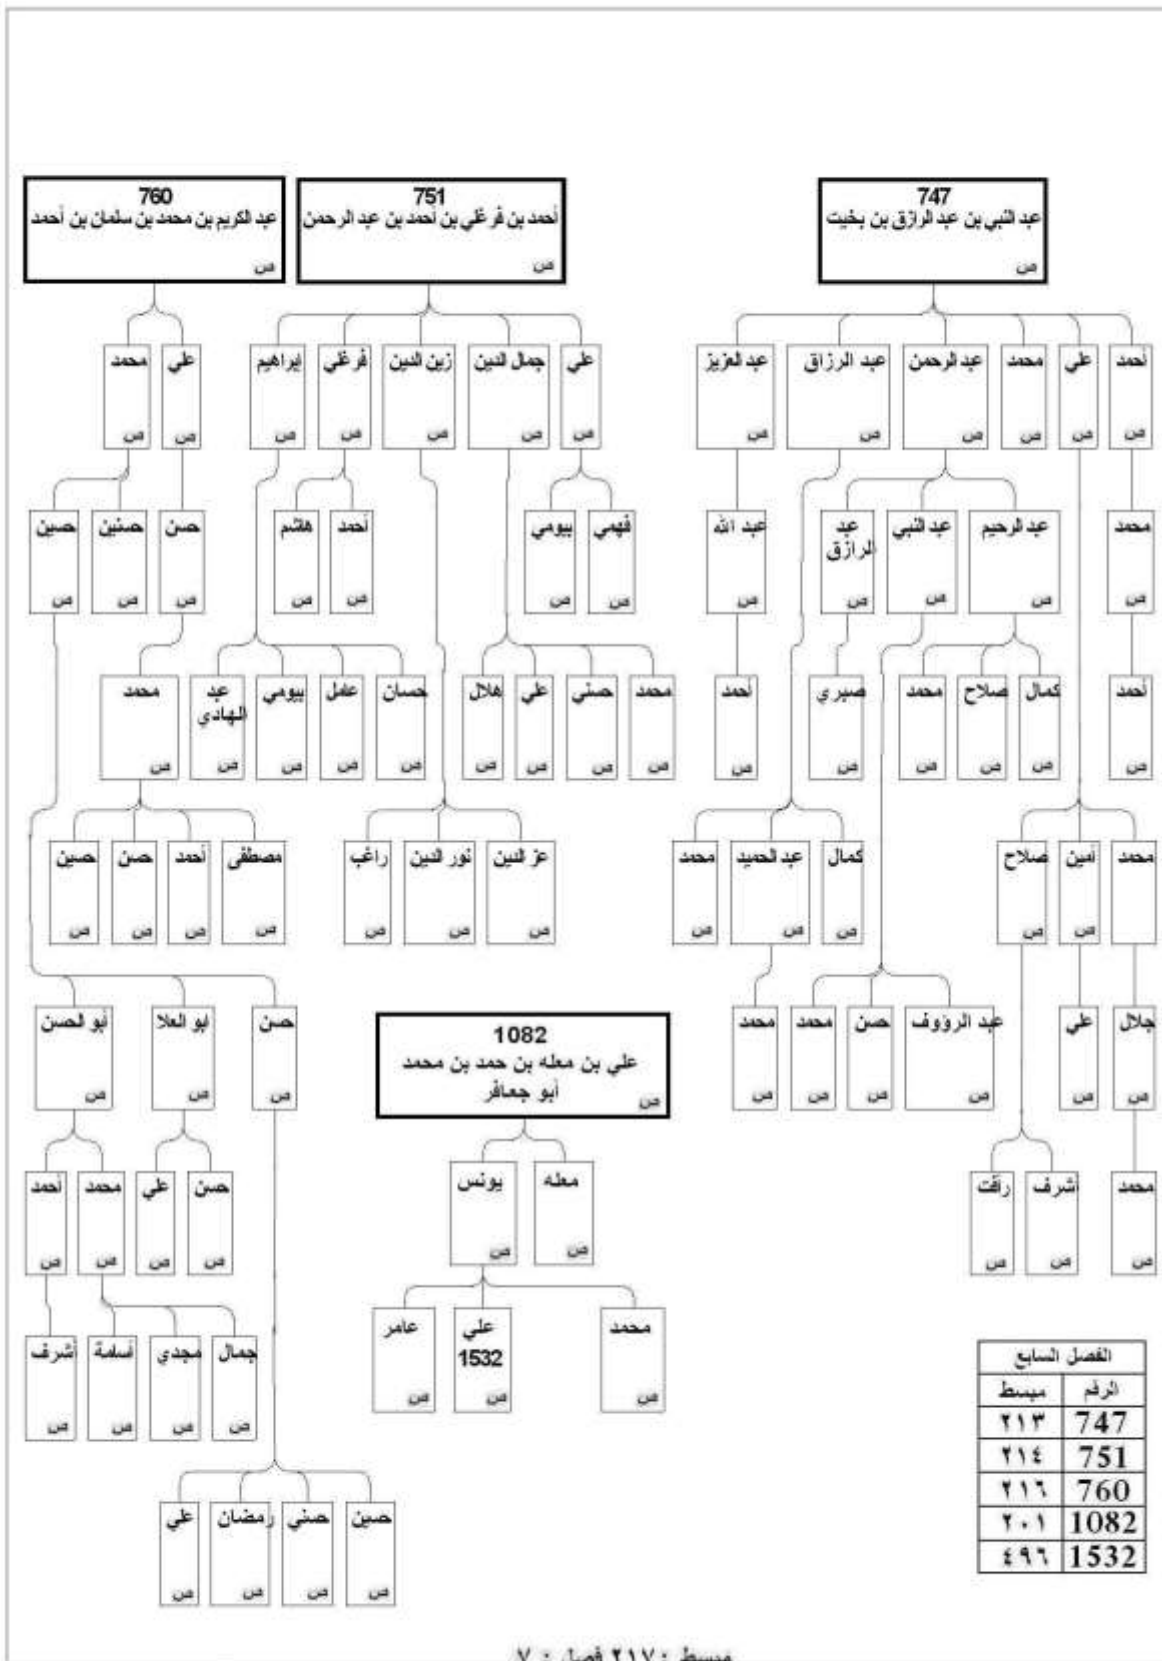 747
عبد النبي بن عبد الرازق بن بخيت
ص
751
أحمد بن فرغلي بن أحمد بن عبد الرحمن
ص
760
عبد الكريم بن محمد بن سلمان بن أحمد
ص
أحمد
ص
علي
ص
محمد
ص
عبد الرحمن
ص
عبد الرزاق
ص
عبد العزيز
ص
علي
ص
جمال الدين
ص
زين الدين
ص
فرغلي
ص
إبراهيم
ص
علي
ص
محمد
ص
محمد
ص
عبد الرحيم
ص
عبد النبي
ص
عبد
الرازق
ص
عبد الله
ص
فهمي
ص
بيومي
ص
أحمد
ص
هاشم
ص
حسن
ص
حسنين
ص
حسين
ص
أحمد
ص
كمال
ص
صلاح
ص
محمد
ص
صبري
ص
أحمد
ص
محمد
ص
حسني
ص
علي
ص
هلال
ص
حسان
ص
عامل
ص
بيومي
ص
عبد
الهادي
ص
محمد
ص
محمد
ص
أمين
ص
صلاح
ص
كمال
ص
عبد الحميد
ص
محمد
ص
عز الدين
ص
نور الدين
ص
راغب
ص
مصطفى
ص
أحمد
ص
حسن
ص
حسين
ص
جلال
ص
علي
ص
عبد الرؤوف
ص
حسن
ص
محمد
ص
محمد
ص
1082
علي بن معله بن حمد بن محمد
أبو جعافر
ص
حسن
ص
ابو العلا
ص
أبو الحسن
ص
محمد
ص
أشرف
ص
رأفت
ص
معله
ص
يونس
ص
حسن
ص
علي
ص
محمد
ص
أحمد
ص
محمد
ص
علي
1532
ص
عامر
ص
جمال
ص
مجدي
ص
أسامة
ص
أشرف
ص
حسين
ص
حسني
ص
رمضان
ص
علي
ص
الفصل السابع
الرقم مبسط
747 ٢١٣
751 ٢١٤
760 ٢١٦
1082 ٢٠١
1532 ٤٩٦
مبسط ٢١٧٠ فصل ٧٠